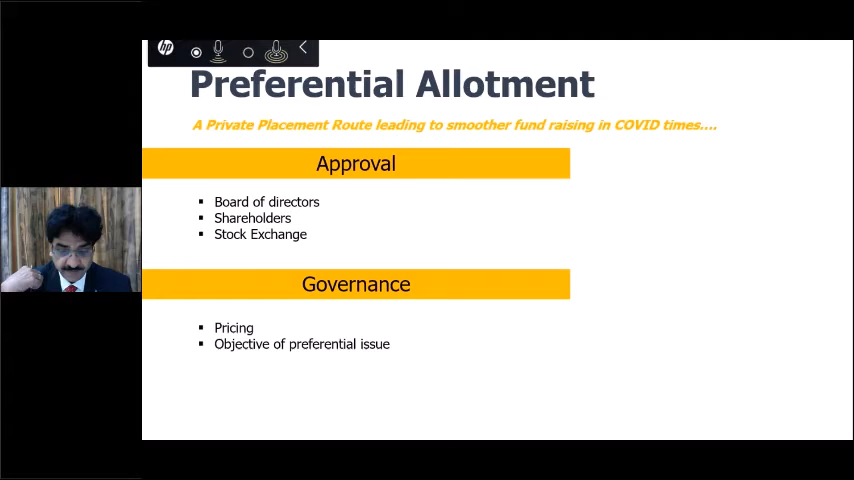 hp
Preferential Allotment
A Private Placement Route leading to smoother fund raising in COVID times....
Approval
▪ Board of directors
▪ Shareholders
▪ Stock Exchange
Governance
▪ Pricing
▪ Objective of preferential issue